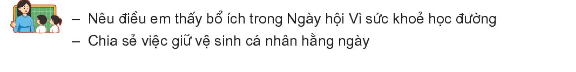 – Nêu điều em thấy bổ ích trong Ngày hội Vì sức khoẻ học đường
– Chia sẻ việc giữ vệ sinh cá nhân hằng ngày